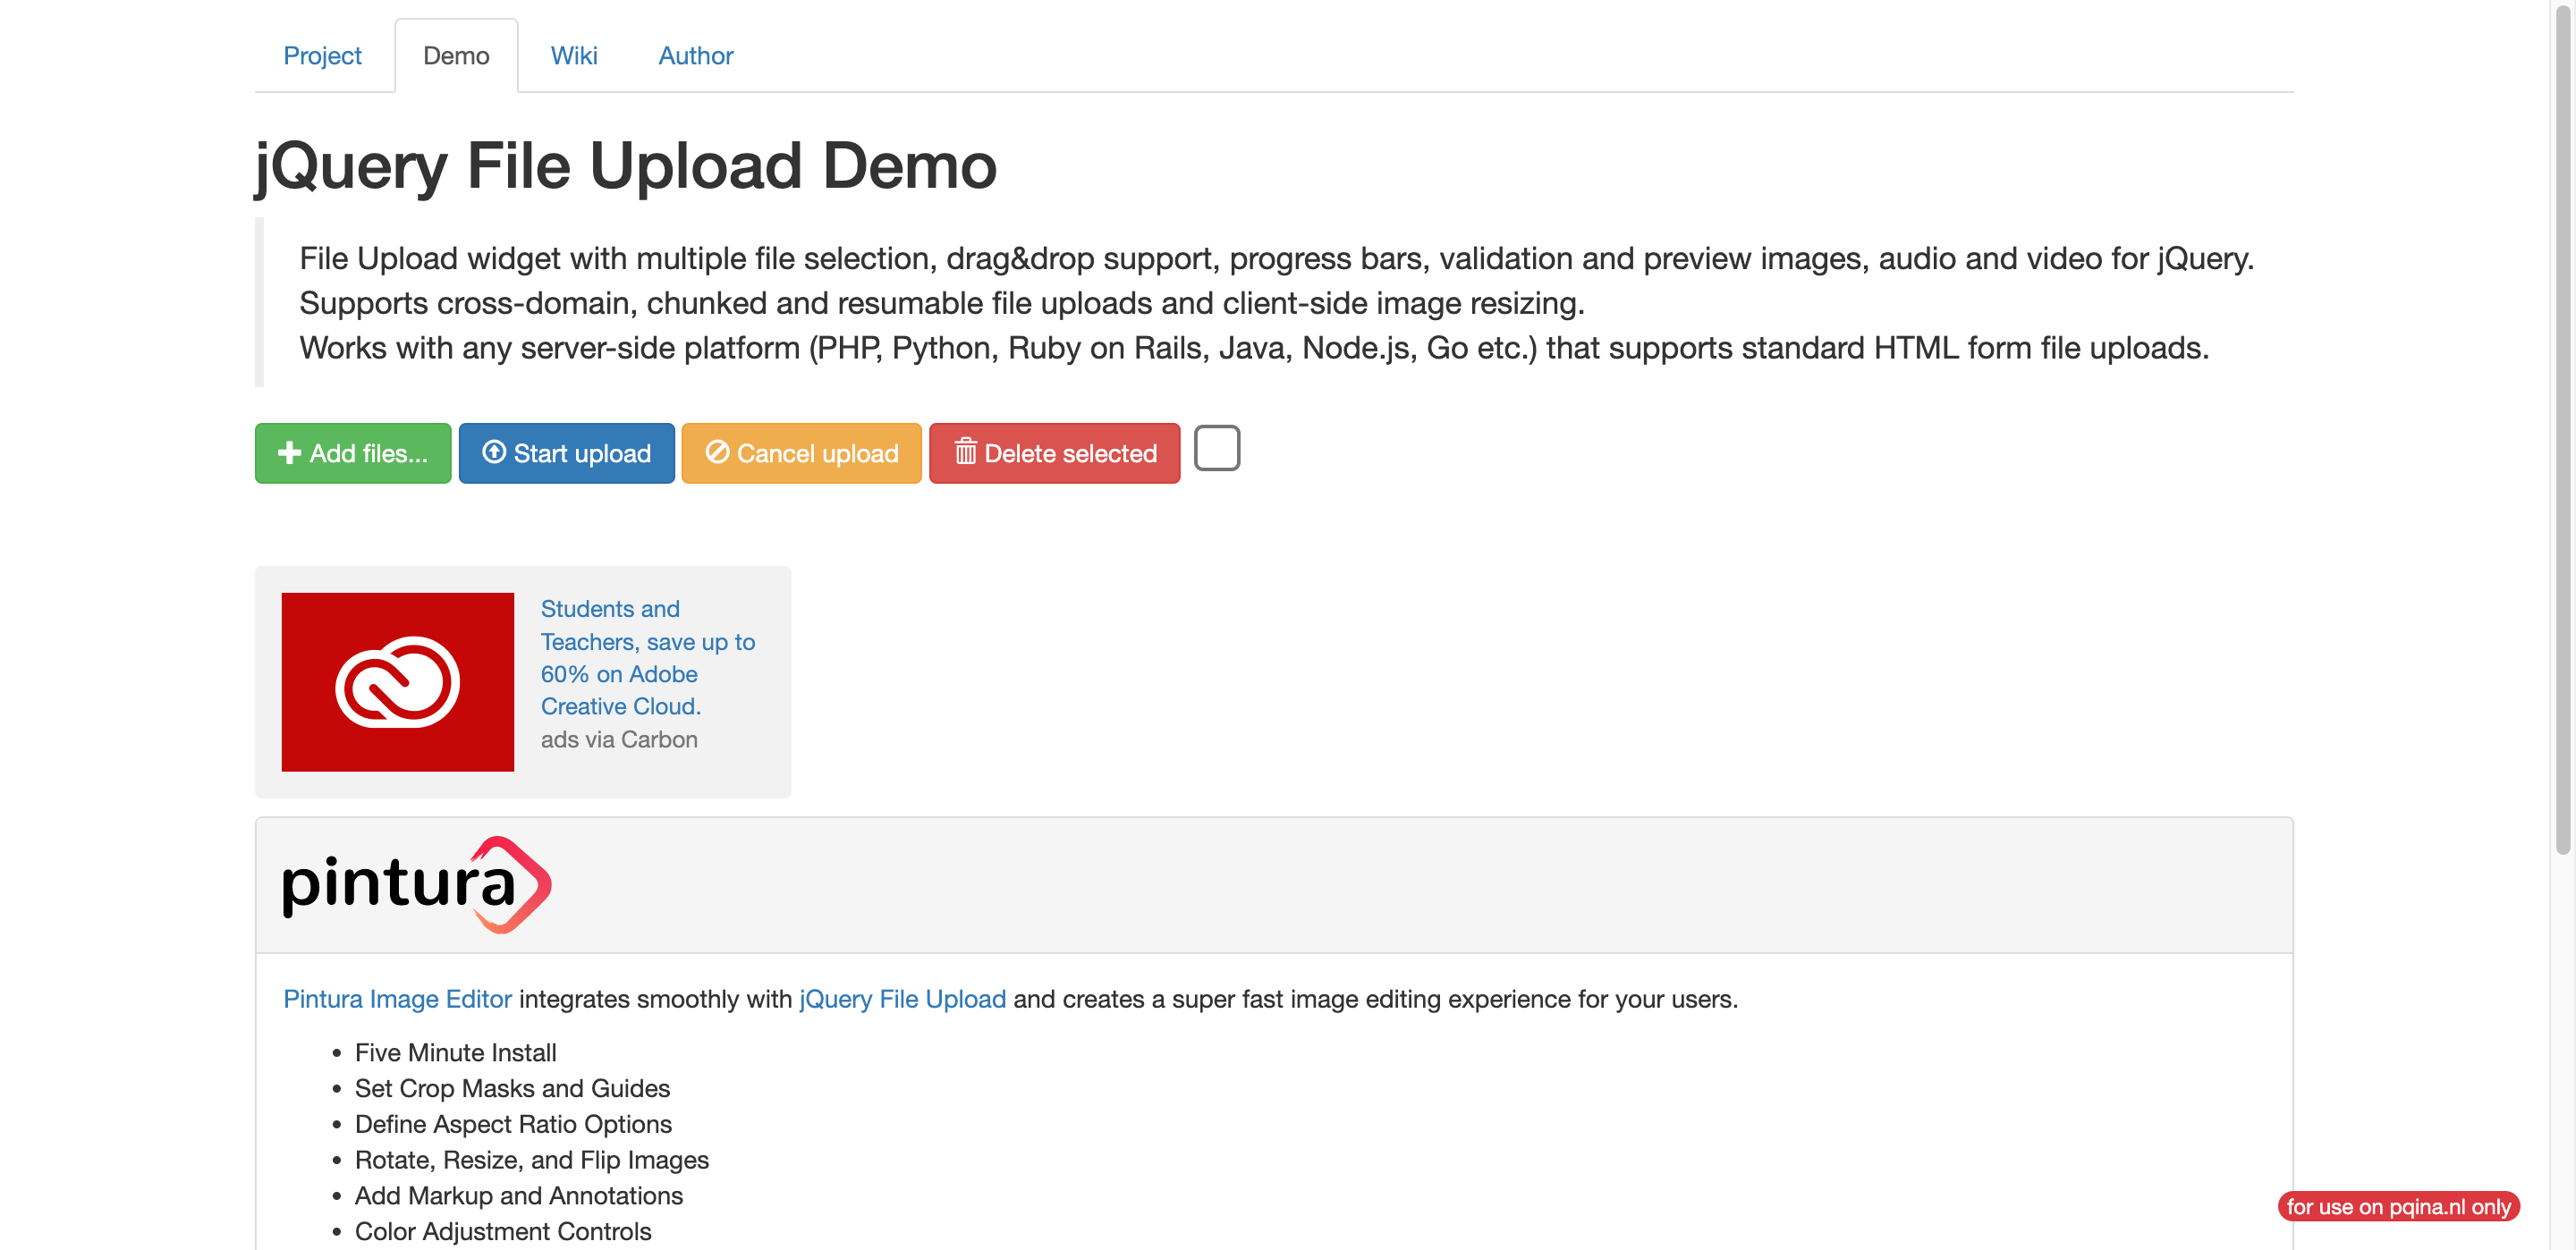 Project Demo Wiki Author
jQuery File Upload Demo
File Upload widget with multiple file selection, drag&drop support, progress bars, validation and preview images, audio and video for jQuery.
Supports cross-domain, chunked and resumable file uploads and client-side image resizing.
Works with any server-side platform (PHP, Python, Ruby on Rails, Java, Node.js, Go etc.) that supports standard HTML form file uploads.
Add files... Start upload Cancel upload Delete selected
Students and
Teachers, save up to
60% on Adobe
Creative Cloud.
ads via Carbon
pintura
Pintura Image Editor integrates smoothly with jQuery File Upload and creates a super fast image editing experience for your users.
• Five Minute Install
• Set Crop Masks and Guides
• Define Aspect Ratio Options
• Rotate, Resize, and Flip Images
• Add Markup and Annotations
• Color Adjustment Controls
for use on pqina.nl only